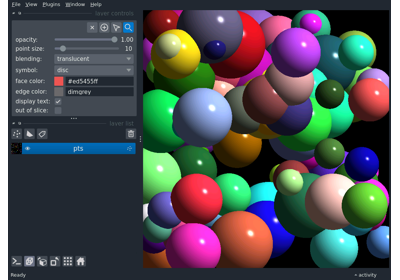 File View Plugins Window Help
layer controls
opacity: 1.00
point size: 10
blending: translucent
symbol: disc
face color: #ed5455ff
edge color: dimgrey
display text:
out of slice:
layer list
pts
Ready
activity